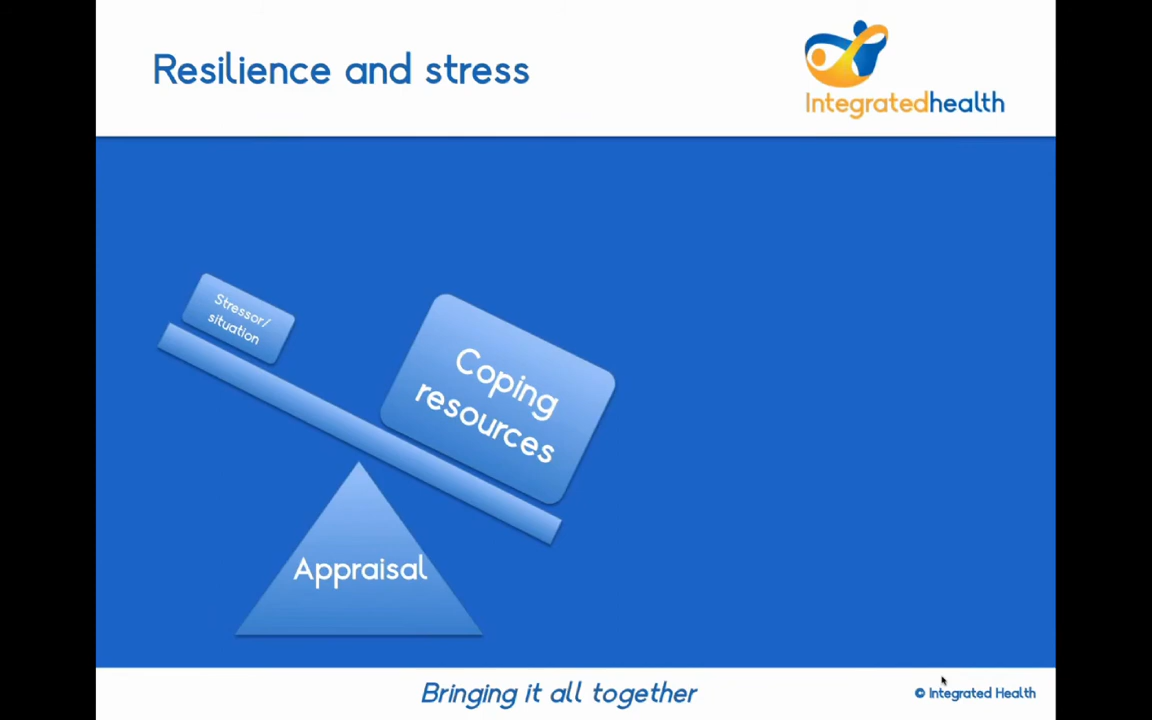 Resilience and stress
Integratedhealth
Stressor/
situation
Coping
resources
Appraisal
Bringing it all together
© Integrated Health